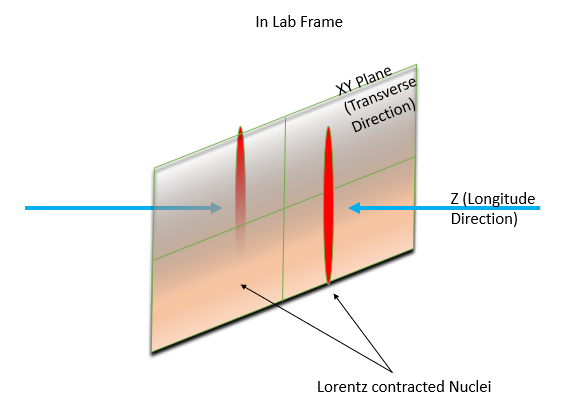 In Lab Frame
XY Plane
(Transverse
Direction)
Z (Longitude
Direction)
Lorentz contracted Nuclei